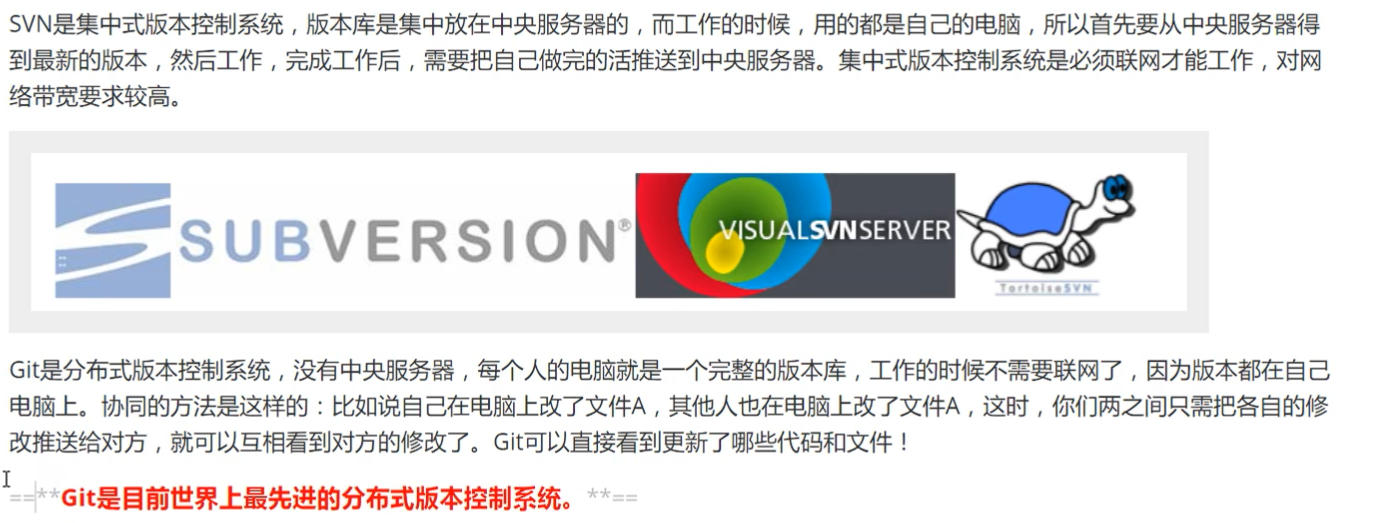 SVN是集中式版本控制系统，版本库是集中放在中央服务器的，而工作的时候，用的都是自己的电脑，所以首先要从中央服务器得
到最新的版本，然后工作，完成工作后，需要把自己做完的活推送到中央服务器。集中式版本控制系统是必须联网才能工作，对网
络带宽要求较高。
SUBVERSION®
VISUALSVNSERVER
TortoiseSVN
Git是分布式版本控制系统，没有中央服务器，每个人的电脑就是一个完整的版本库，工作的时候不需要联网了，因为版本都在自己
电脑上。协同的方法是这样的：比如说自己在电脑上改了文件A，其他人也在电脑上改了文件A，这时，你们两之间只需把各自的修
改推送给对方，就可以互相看到对方的修改了。Git可以直接看到更新了哪些代码和文件！
==**Git是目前世界上最先进的分布式版本控制系统。**==